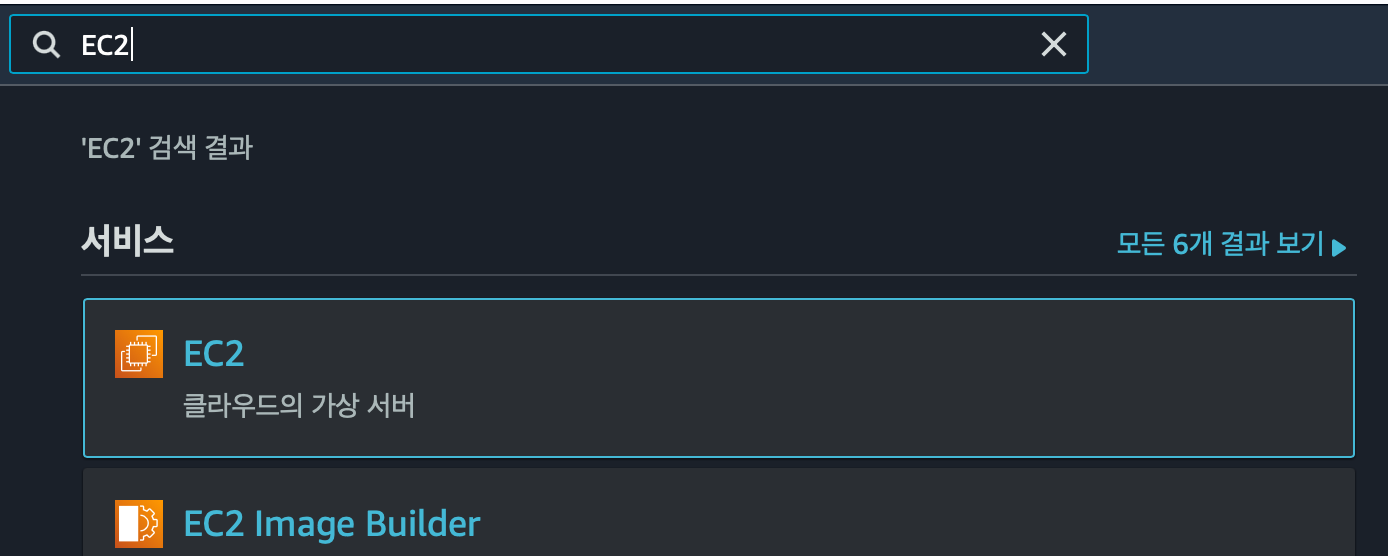 EC2
'EC2' 검색 결과
서비스
모든 6개 결과 보기
EC2
클라우드의 가상 서버
EC2 Image Builder